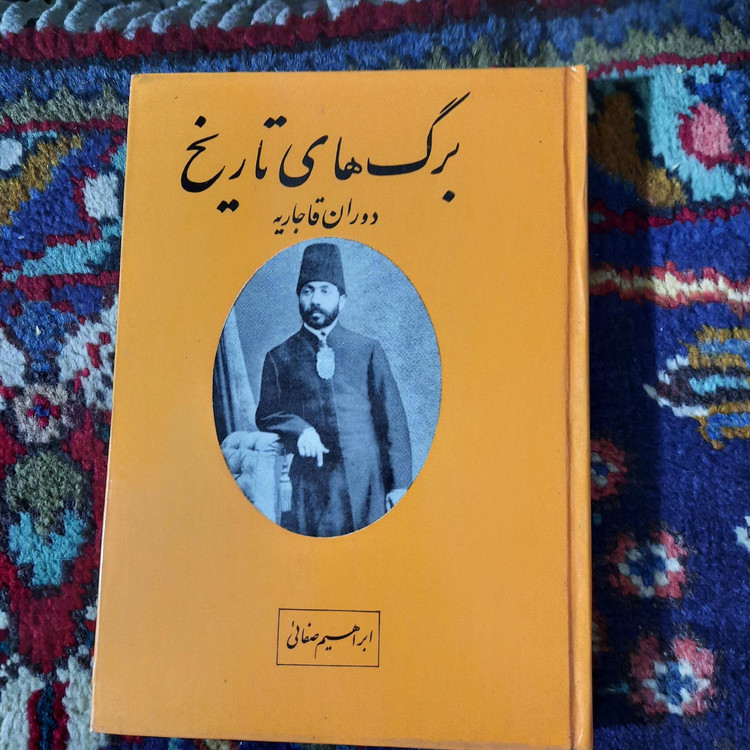 برگ‌های تاریخ
دوران قاجاریه
ابراهیم صفائی